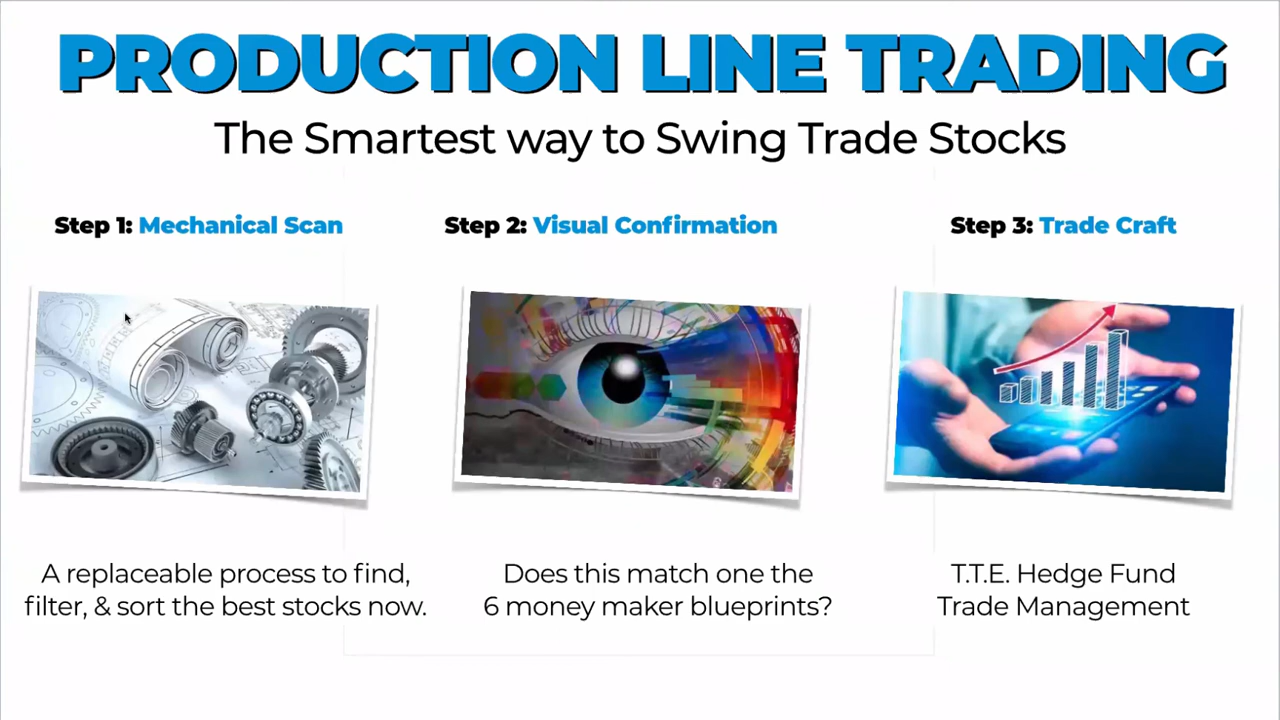 PRODUCTION LINE TRADING
The Smartest way to Swing Trade Stocks
Step 1: Mechanical Scan
A replaceable process to find,
filter, & sort the best stocks now.
Step 2: Visual Confirmation
Does this match one the
6 money maker blueprints?
Step 3: Trade Craft
T.T.E. Hedge Fund
Trade Management